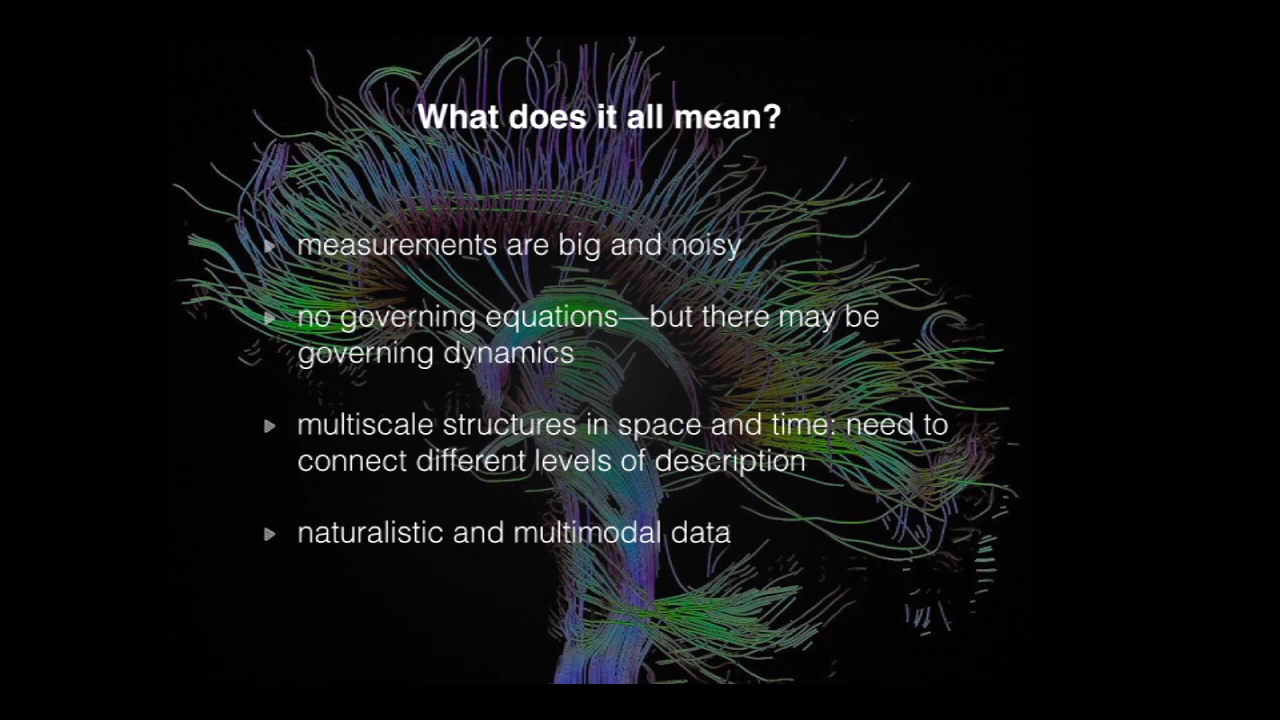 What does it all mean?
measurements are big and noisy
no governing equations—but there may be
governing dynamics
multiscale structures in space and time: need to
connect different levels of description
naturalistic and multimodal data